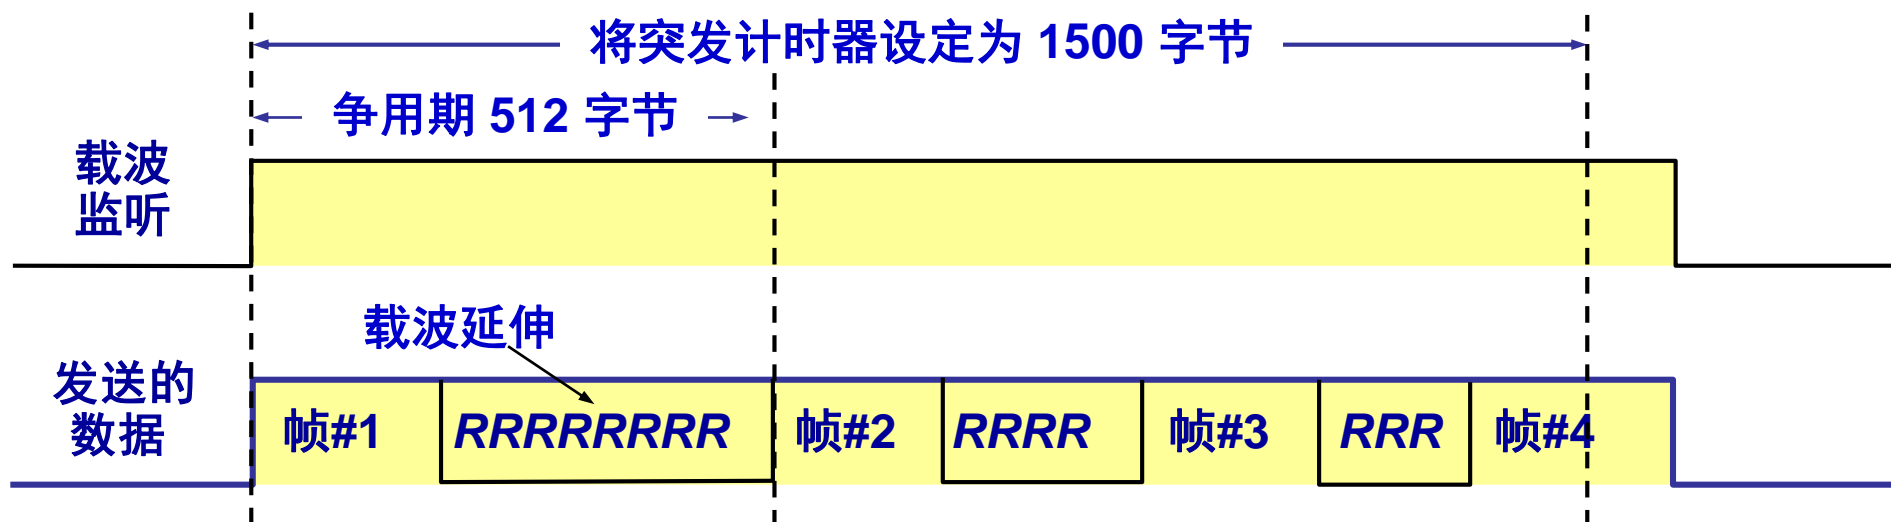 将突发计时器设定为 1500 字节
争用期 512 字节
载波
监听
载波延伸
发送的
数据
帧#1
RRRRRRRR
帧#2
RRRR
帧#3
RRR
帧#4